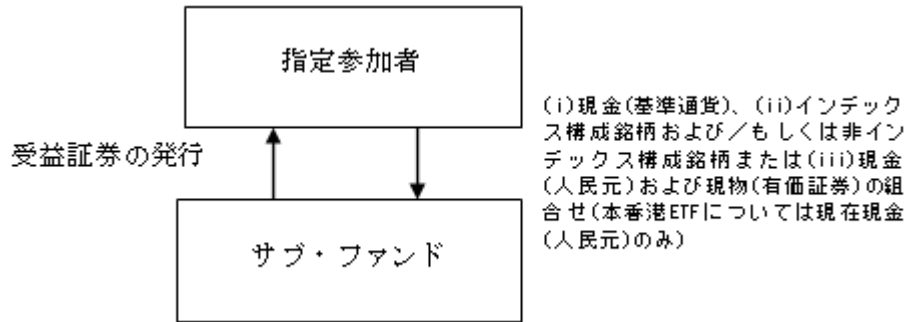 指定参加者
受益証券の発行
(i)現金(基準通貨)、(ii)インデック
ス構成銘柄および／もしくは非イン
デックス構成銘柄または(iii)現金
(人民元)および現物(有価証券)の組
合せ(本香港ETFについては現在現金
(人民元)のみ)
サブ・ファンド